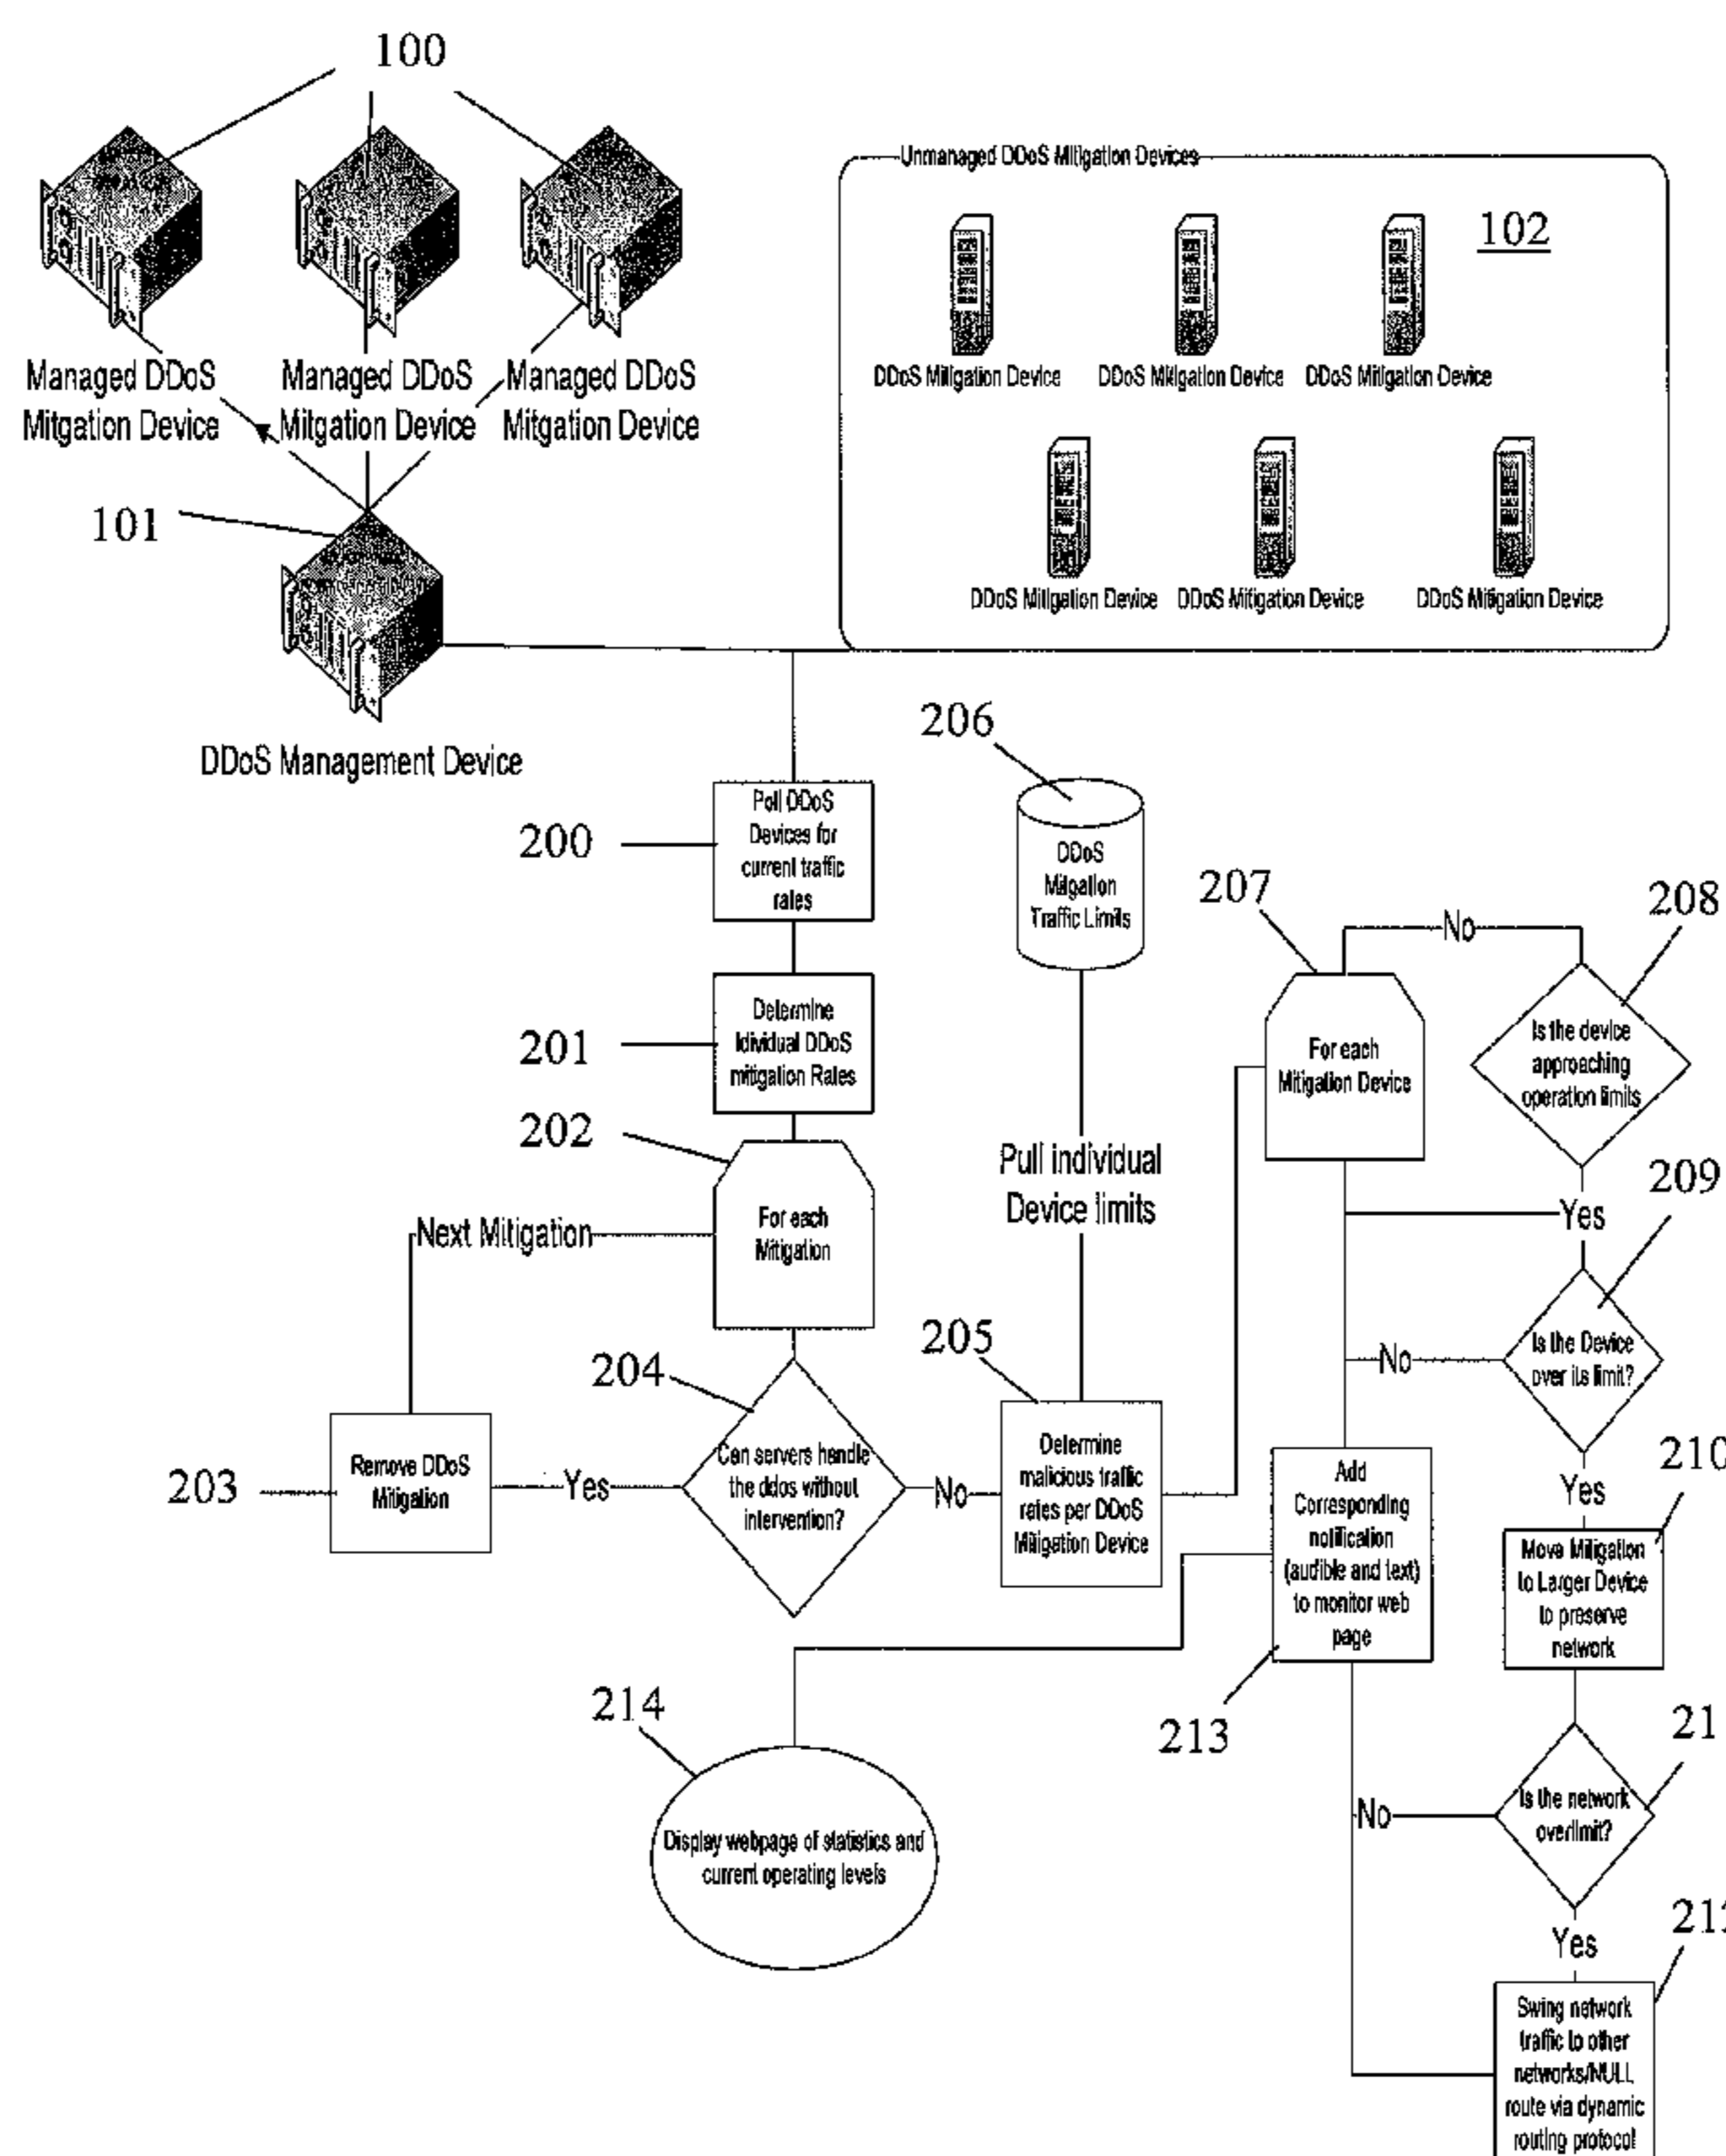 100
Unmanaged DDoS Mitigation Devices
102
DDoS Mitigation Device DDoS Mitigation Device DDoS Mitigation Device
Managed DDoS
Mitgation Device
Managed DDoS
Mitgation Device
Managed DDoS
Mitgation Device
101
DDoS Mitigation Device DDoS Mitigation Device DDoS Mitigation Device
DDoS Management Device
206
200
Poll DDoS
Devices for
current traffic
rates
DDoS
Mitgation
Traffic Limits
207
No
208
201
Determine
Idividual DDoS
mitigation Rates
For each
Mitigation Device
Is the device
approaching
operation limits
202
Pull individual
Device limits
209
Yes
Next Mitigation
For each
Mitigation
205
204
No
Is the Device
over its limit?
203
Remove DDoS
Mitigation
Yes
Can servers handle
the ddos without
intervention?
No
Determine
malicious traffic
rates per DDoS
Mitigation Device
Add
Corresponding
notification
(audible and text)
to monitor web
page
Yes
210
Move Mitigation
to Larger Device
to preserve
network
214
213
21
Display webpage of statistics and
current operating levels
No
Is the network
overlimit?
Yes
212
Swing network
traffic to other
networks/NULL
route via dynamic
routing protocol